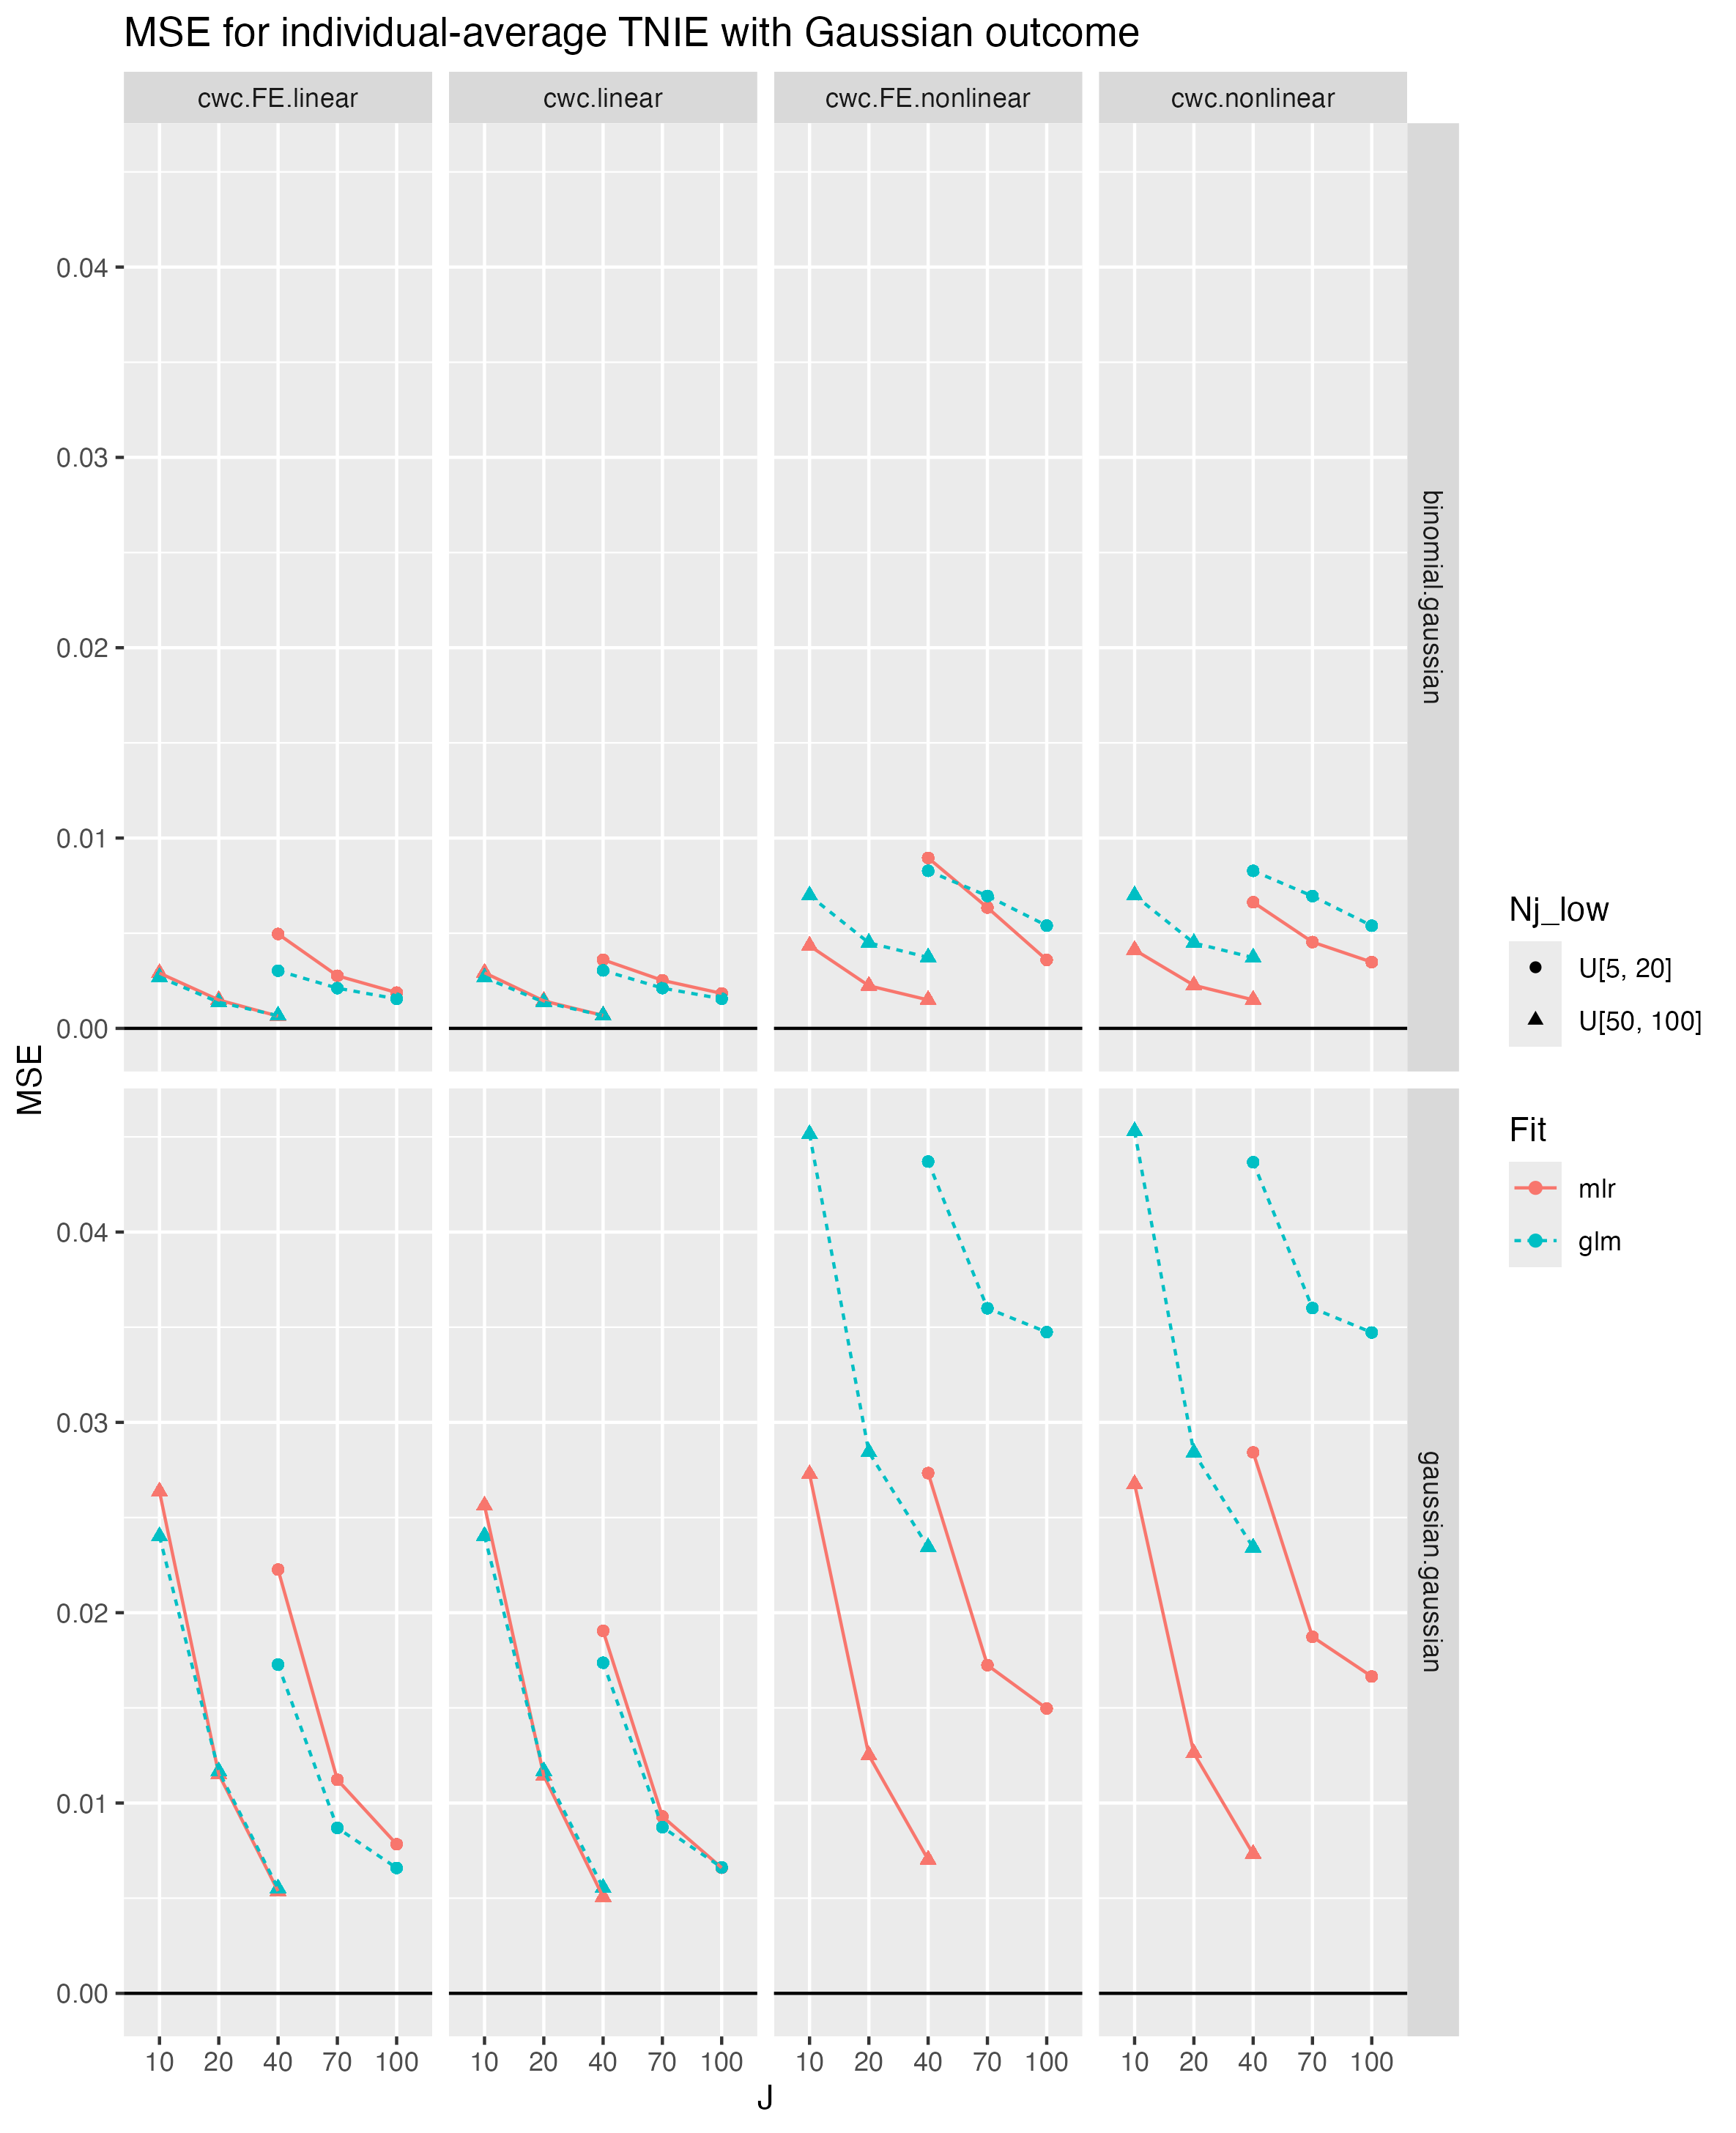 MSE for individual-average TNIE with Gaussian outcome
cwc.FE.linear
cwc.linear
cwc.FE.nonlinear
cwc.nonlinear
0.04
0.03
0.02
0.01
0.00
binomial.gaussian
MSE
0.04
0.03
0.02
0.01
0.00
gaussian.gaussian
10 20 40 70 100
10 20 40 70 100
10 20 40 70 100
10 20 40 70 100
J
Nj_low
U[5, 20]
U[50, 100]
Fit
mlr
glm